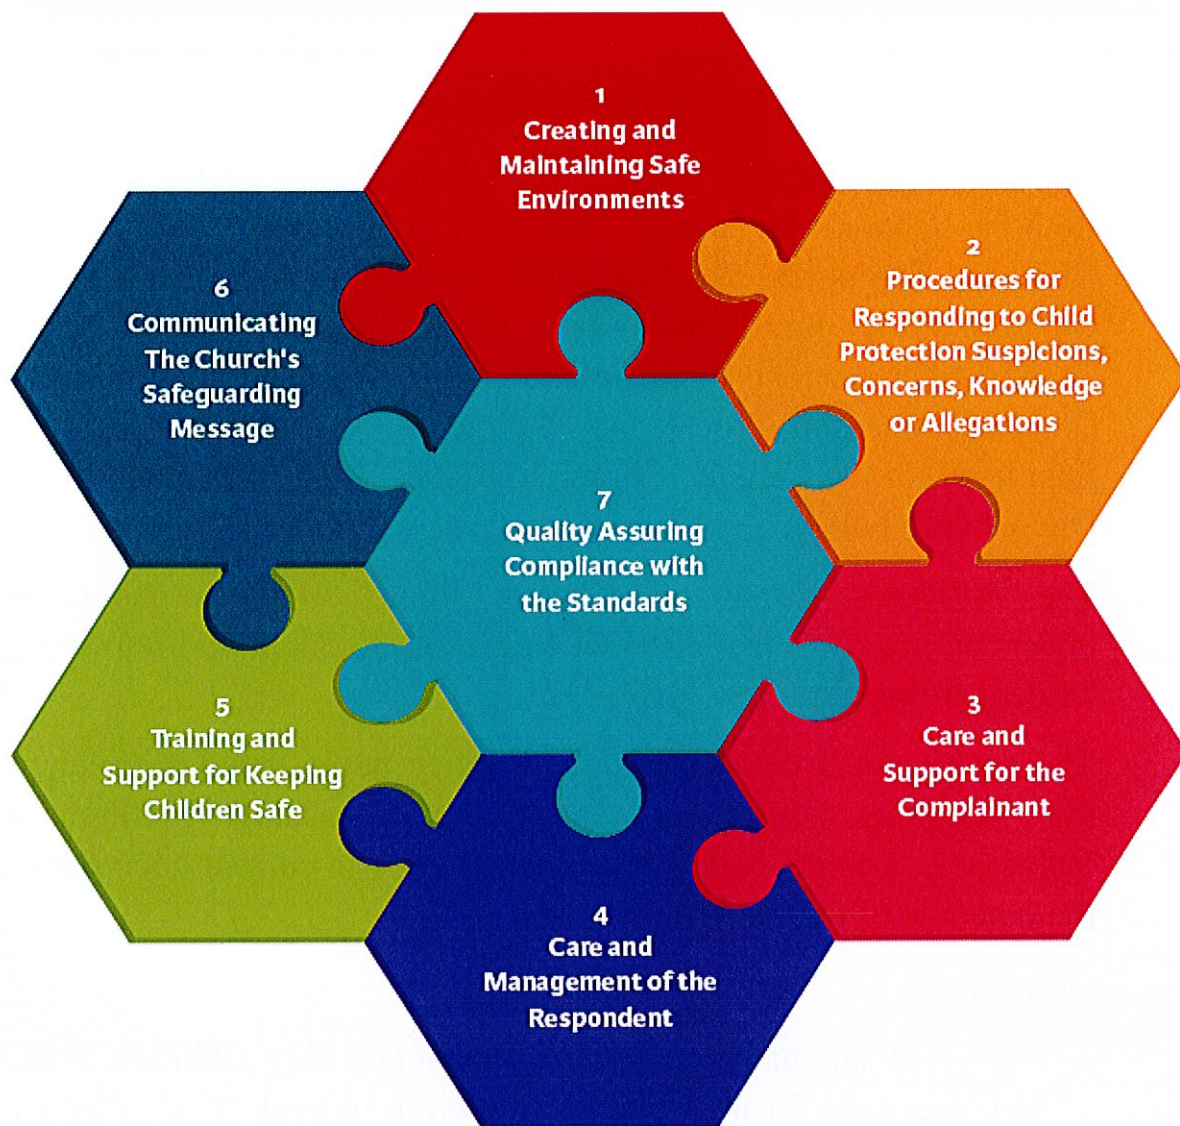 1
Creating and
Maintaining Safe
Environments
2
Procedures for
Responding to Child
Protection Suspicions,
Concerns, Knowledge
or Allegations
3
Care and
Support for the
Complainant
4
Care and
Management of the
Respondent
5
Training and
Support for Keeping
Children Safe
6
Communicating
The Church's
Safeguarding
Message
7
Quality Assuring
Compliance with
the Standards